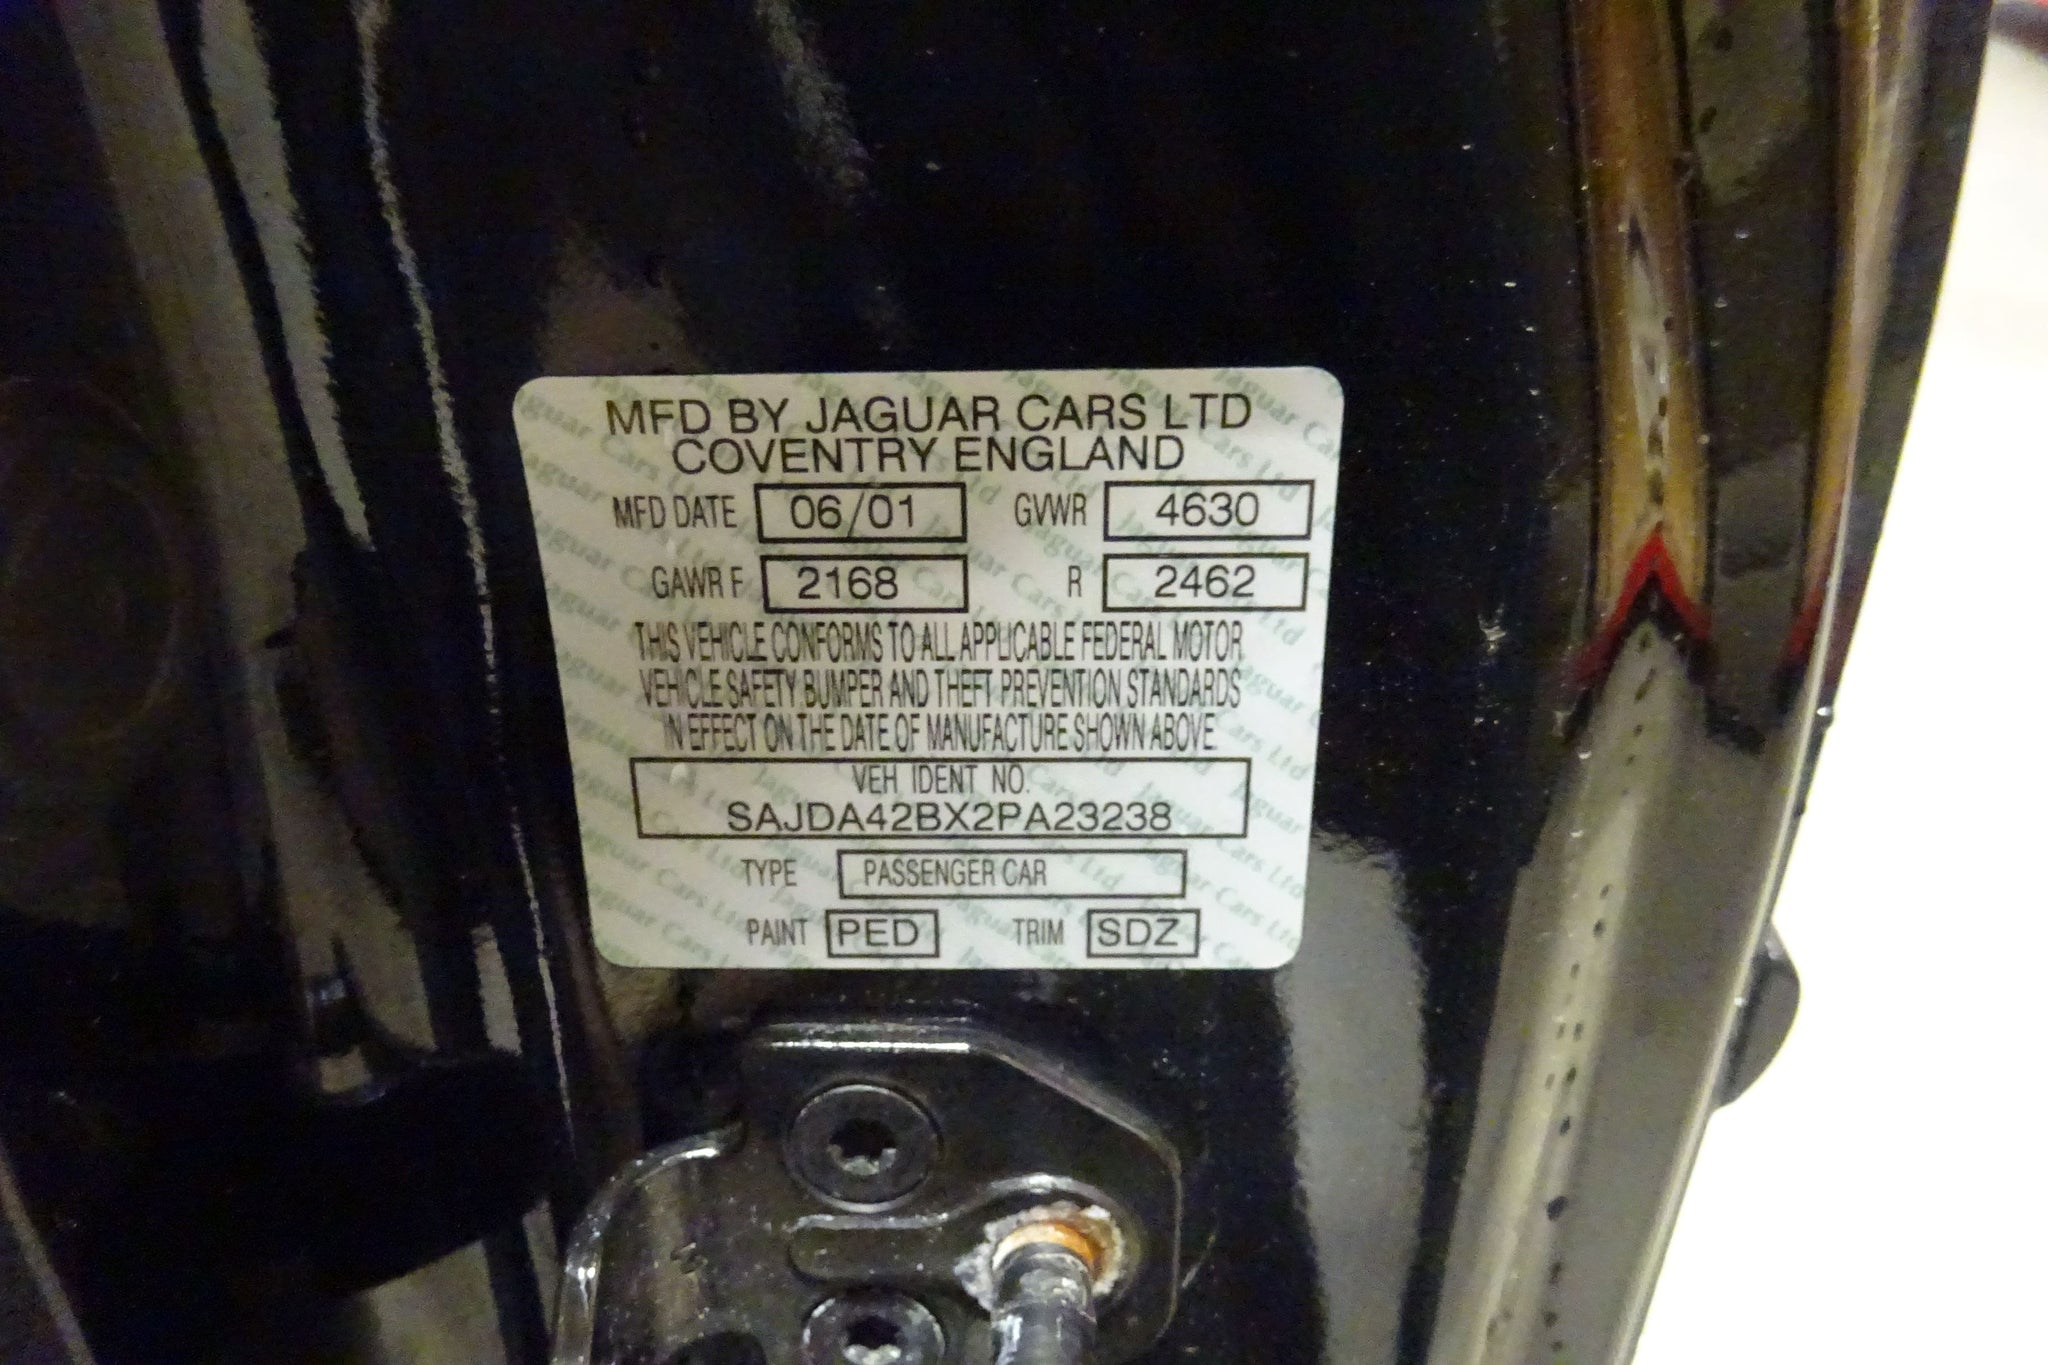 MFD BY JAGUAR CARS LTD
COVENTRY ENGLAND
MFD DATE 06/01 GVWR 4630
GAWR F 2168 R 2462
THIS VEHICLE CONFORMS TO ALL APPLICABLE FEDERAL MOTOR
VEHICLE SAFETY BUMPER AND THEFT PREVENTION STANDARDS
IN EFFECT ON THE DATE OF MANUFACTURE SHOWN ABOVE
VEH IDENT NO.
SAJDA42BX2PA23238
TYPE PASSENGER CAR
PAINT PED TRIM SDZ